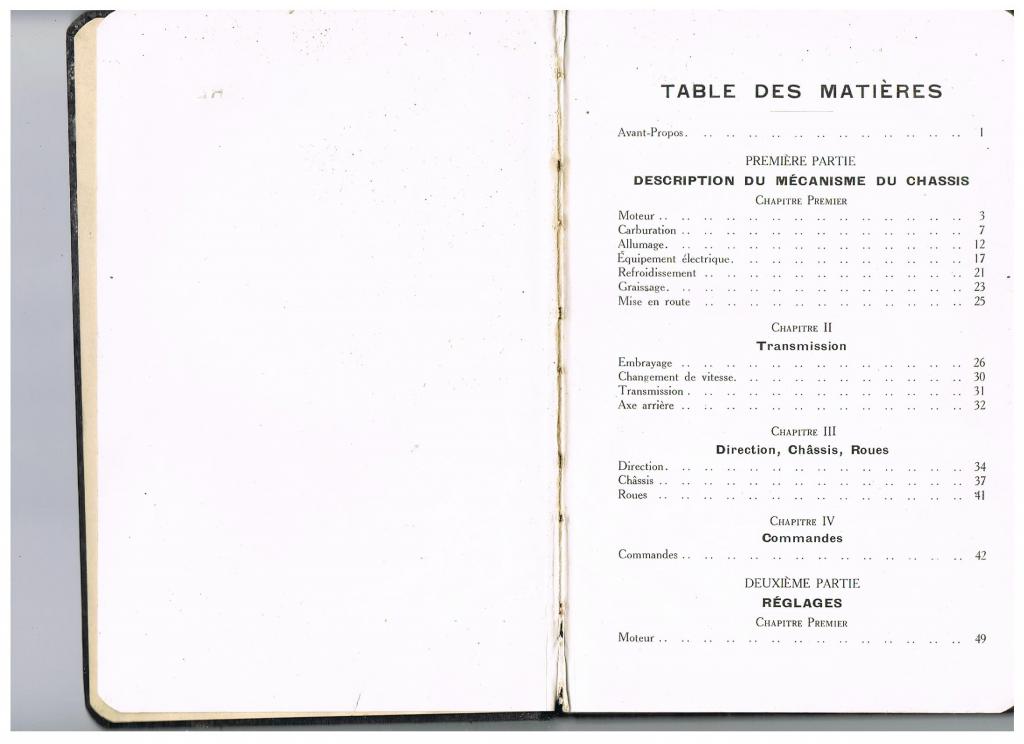 TABLE DES MATIÈRES
Avant-Propos. . .. .. .. .. .. .. .. .. .. .. .. 1
PREMIÈRE PARTIE
DESCRIPTION DU MÉCANISME DU CHASSIS
CHAPITRE PREMIER
Moteur .. .. .. .. .. .. .. .. .. .. .. .. .. .. 3
Carburation .. .. .. .. .. .. .. .. .. .. .. .. .. 7
Allumage. . .. .. .. .. .. .. .. .. .. .. .. .. 12
Équipement électrique. . .. .. .. .. .. .. .. .. .. .. 17
Refroidissement .. .. .. .. .. .. .. .. .. .. .. .. 21
Graissage. . .. .. .. .. .. .. .. .. .. .. .. .. 23
Mise en route .. .. .. .. .. .. .. .. .. .. .. .. 25
CHAPITRE II
Transmission
Embrayage .. .. .. .. .. .. .. .. .. .. .. .. .. 26
Changement de vitesse. . .. .. .. .. .. .. .. .. .. .. 30
Transmission . .. .. .. .. .. .. .. .. .. .. .. .. 31
Axe arrière .. .. .. .. .. .. .. .. .. .. .. .. .. 32
CHAPITRE III
Direction, Châssis, Roues
Direction. . .. .. .. .. .. .. .. .. .. .. .. .. 34
Châssis .. .. .. .. .. .. .. .. .. .. .. .. .. .. 37
Roues .. .. .. .. .. .. .. .. .. .. .. .. .. .. 41
CHAPITRE IV
Commandes
Commandes .. .. .. .. .. .. .. .. .. .. .. .. .. 42
DEUXIÈME PARTIE
RÉGLAGES
CHAPITRE PREMIER
Moteur .. .. .. .. .. .. .. .. .. .. .. .. .. .. 49